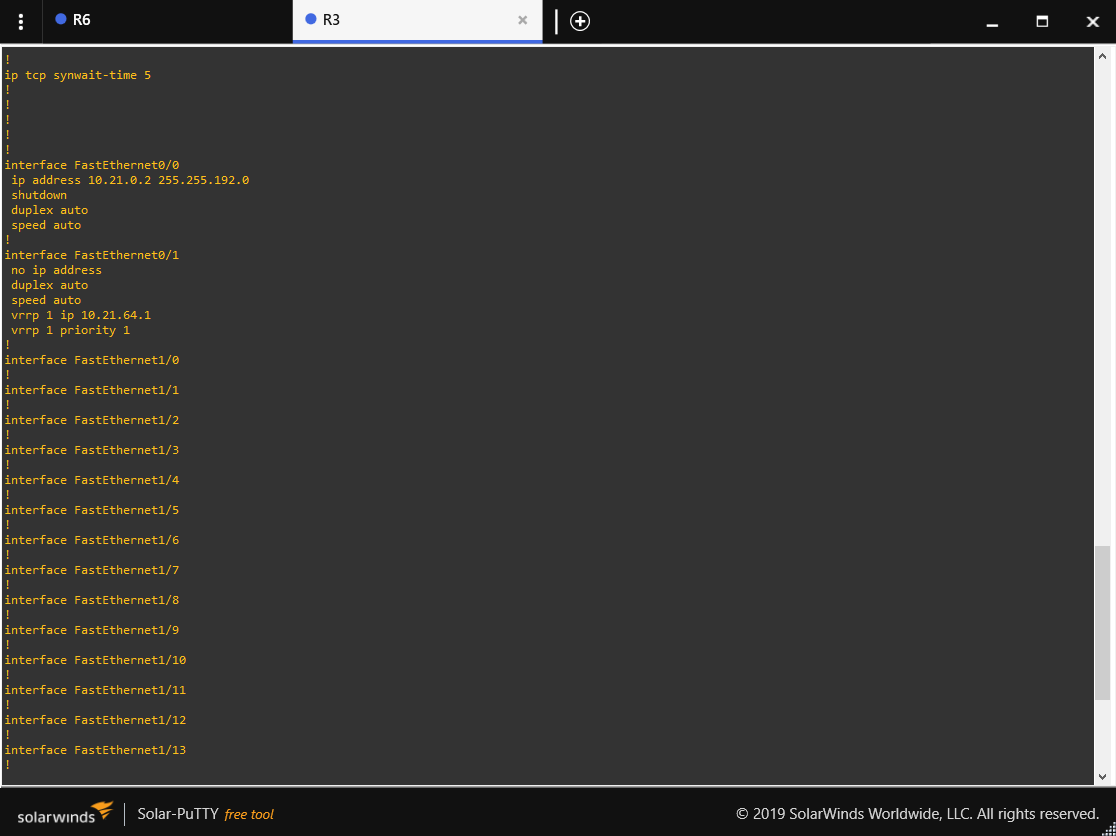 R6
R3
!
ip tcp synwait-time 5
!
!
!
!
!
interface FastEthernet0/0
 ip address 10.21.0.2 255.255.192.0
 shutdown
 duplex auto
 speed auto
!
interface FastEthernet0/1
 no ip address
 duplex auto
 speed auto
 vrrp 1 ip 10.21.64.1
 vrrp 1 priority 1
!
interface FastEthernet1/0
!
interface FastEthernet1/1
!
interface FastEthernet1/2
!
interface FastEthernet1/3
!
interface FastEthernet1/4
!
interface FastEthernet1/5
!
interface FastEthernet1/6
!
interface FastEthernet1/7
!
interface FastEthernet1/8
!
interface FastEthernet1/9
!
interface FastEthernet1/10
!
interface FastEthernet1/11
!
interface FastEthernet1/12
!
interface FastEthernet1/13
!
solarwinds
Solar-PuTTY free tool
© 2019 SolarWinds Worldwide, LLC. All rights reserved.